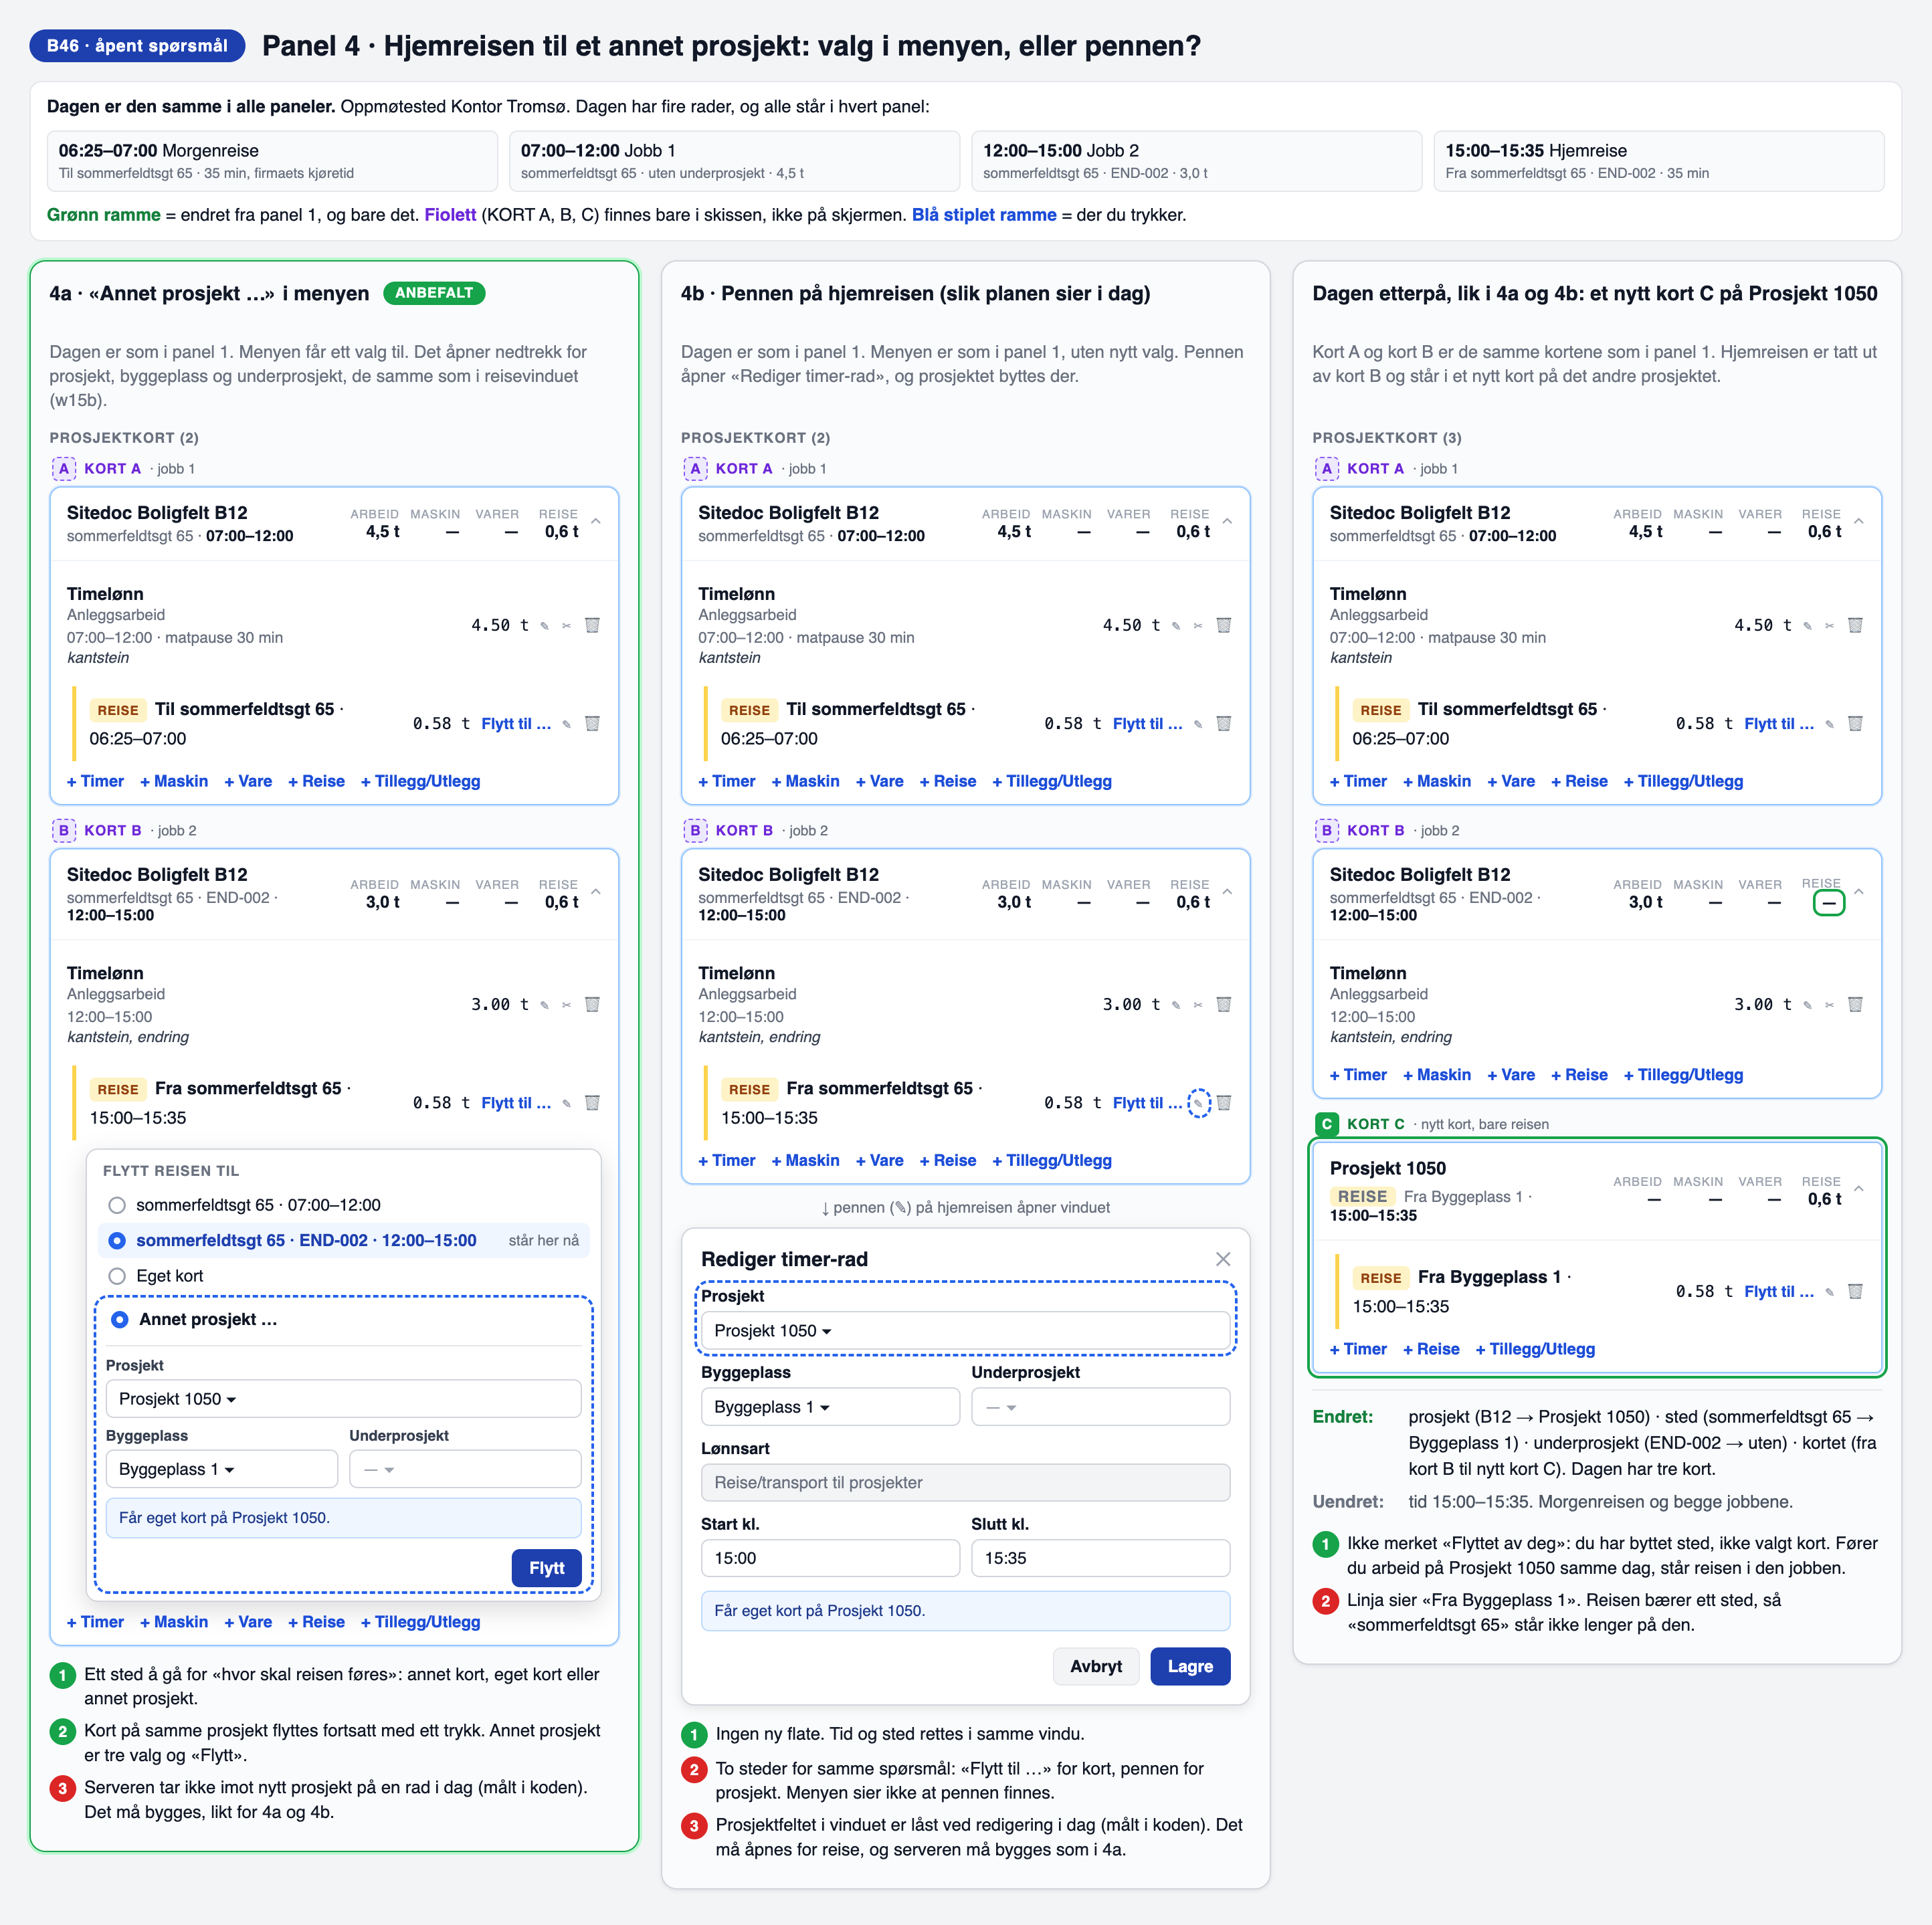 B46 · åpent spørsmål
Panel 4 · Hjemreisen til et annet prosjekt: valg i menyen, eller pennen?
Dagen er den samme i alle paneler. Oppmøtested Kontor Tromsø. Dagen har fire rader, og alle står i hvert panel:
06:25–07:00 Morgenreise
Til sommerfeldtsgt 65 · 35 min, firmaets kjøretid
07:00–12:00 Jobb 1
sommerfeldtsgt 65 · uten underprosjekt · 4,5 t
12:00–15:00 Jobb 2
sommerfeldtsgt 65 · END-002 · 3,0 t
15:00–15:35 Hjemreise
Fra sommerfeldtsgt 65 · END-002 · 35 min
Grønn ramme = endret fra panel 1, og bare det. Fiolett (KORT A, B, C) finnes bare i skissen, ikke på skjermen. Blå stiplet ramme = der du trykker.
4a · «Annet prosjekt …» i menyen
ANBEFALT
Dagen er som i panel 1. Menyen får ett valg til. Det åpner nedtrekk for
prosjekt, byggeplass og underprosjekt, de samme som i reisevinduet
(w15b).
PROSJEKTKORT (2)
A KORT A · jobb 1
Sitedoc Boligfelt B12
sommerfeldtsgt 65 · 07:00–12:00
ARBEID MASKIN VARER REISE
4,5 t — — 0,6 t
Timelønn
Anleggsarbeid
07:00–12:00 · matpause 30 min
kantstein
4.50 t ✎ ✂ 🗑
REISE Til sommerfeldtsgt 65 ·
06:25–07:00
0.58 t Flytt til … ✎ 🗑
+ Timer + Maskin + Vare + Reise + Tillegg/Utlegg
B KORT B · jobb 2
Sitedoc Boligfelt B12
sommerfeldtsgt 65 · END-002 ·
12:00–15:00
ARBEID MASKIN VARER REISE
3,0 t — — 0,6 t
Timelønn
Anleggsarbeid
12:00–15:00
kantstein, endring
3.00 t ✎ ✂ 🗑
REISE Fra sommerfeldtsgt 65 ·
15:00–15:35
0.58 t Flytt til … ✎ 🗑
FLYTT REISEN TIL
sommerfeldtsgt 65 · 07:00–12:00
sommerfeldtsgt 65 · END-002 · 12:00–15:00 står her nå
Eget kort
Annet prosjekt …
Prosjekt
Prosjekt 1050
Byggeplass Underprosjekt
Byggeplass 1 —
Får eget kort på Prosjekt 1050.
Flytt
+ Timer + Maskin + Vare + Reise + Tillegg/Utlegg
1 Ett sted å gå for «hvor skal reisen føres»: annet kort, eget kort eller
annet prosjekt.
2 Kort på samme prosjekt flyttes fortsatt med ett trykk. Annet prosjekt
er tre valg og «Flytt».
3 Serveren tar ikke imot nytt prosjekt på en rad i dag (målt i koden).
Det må bygges, likt for 4a og 4b.
4b · Pennen på hjemreisen (slik planen sier i dag)
Dagen er som i panel 1. Menyen er som i panel 1, uten nytt valg. Pennen
åpner «Rediger timer-rad», og prosjektet byttes der.
PROSJEKTKORT (2)
A KORT A · jobb 1
Sitedoc Boligfelt B12
sommerfeldtsgt 65 · 07:00–12:00
ARBEID MASKIN VARER REISE
4,5 t — — 0,6 t
Timelønn
Anleggsarbeid
07:00–12:00 · matpause 30 min
kantstein
4.50 t ✎ ✂ 🗑
REISE Til sommerfeldtsgt 65 ·
06:25–07:00
0.58 t Flytt til … ✎ 🗑
+ Timer + Maskin + Vare + Reise + Tillegg/Utlegg
B KORT B · jobb 2
Sitedoc Boligfelt B12
sommerfeldtsgt 65 · END-002 ·
12:00–15:00
ARBEID MASKIN VARER REISE
3,0 t — — 0,6 t
Timelønn
Anleggsarbeid
12:00–15:00
kantstein, endring
3.00 t ✎ ✂ 🗑
REISE Fra sommerfeldtsgt 65 ·
15:00–15:35
0.58 t Flytt til … ✎ 🗑
+ Timer + Maskin + Vare + Reise + Tillegg/Utlegg
↓ pennen (✎) på hjemreisen åpner vinduet
Rediger timer-rad
Prosjekt
Prosjekt 1050
Byggeplass Underprosjekt
Byggeplass 1 —
Lønnsart
Reise/transport til prosjekter
Start kl. Slutt kl.
15:00 15:35
Får eget kort på Prosjekt 1050.
Avbryt Lagre
1 Ingen ny flate. Tid og sted rettes i samme vindu.
2 To steder for samme spørsmål: «Flytt til …» for kort, pennen for
prosjekt. Menyen sier ikke at pennen finnes.
3 Prosjektfeltet i vinduet er låst ved redigering i dag (målt i koden). Det
må åpnes for reise, og serveren må bygges som i 4a.
Dagen etterpå, lik i 4a og 4b: et nytt kort C på Prosjekt 1050
Kort A og kort B er de samme kortene som i panel 1. Hjemreisen er tatt ut
av kort B og står i et nytt kort på det andre prosjektet.
PROSJEKTKORT (3)
A KORT A · jobb 1
Sitedoc Boligfelt B12
sommerfeldtsgt 65 · 07:00–12:00
ARBEID MASKIN VARER REISE
4,5 t — — 0,6 t
Timelønn
Anleggsarbeid
07:00–12:00 · matpause 30 min
kantstein
4.50 t ✎ ✂ 🗑
REISE Til sommerfeldtsgt 65 ·
06:25–07:00
0.58 t Flytt til … ✎ 🗑
+ Timer + Maskin + Vare + Reise + Tillegg/Utlegg
B KORT B · jobb 2
Sitedoc Boligfelt B12
sommerfeldtsgt 65 · END-002 ·
12:00–15:00
ARBEID MASKIN VARER REISE
3,0 t — — —
Timelønn
Anleggsarbeid
12:00–15:00
kantstein, endring
3.00 t ✎ ✂ 🗑
+ Timer + Maskin + Vare + Reise + Tillegg/Utlegg
C KORT C · nytt kort, bare reisen
Prosjekt 1050
REISE Fra Byggeplass 1 ·
15:00–15:35
ARBEID MASKIN VARER REISE
— — — 0,6 t
REISE Fra Byggeplass 1 ·
15:00–15:35
0.58 t Flytt til … ✎ 🗑
+ Timer + Reise + Tillegg/Utlegg
Endret: prosjekt (B12 → Prosjekt 1050) · sted (sommerfeldtsgt 65 →
Byggeplass 1) · underprosjekt (END-002 → uten) · kortet (fra
kort B til nytt kort C). Dagen har tre kort.
Uendret: tid 15:00–15:35. Morgenreisen og begge jobbene.
1 Ikke merket «Flyttet av deg»: du har byttet sted, ikke valgt kort. Fører
du arbeid på Prosjekt 1050 samme dag, står reisen i den jobben.
2 Linja sier «Fra Byggeplass 1». Reisen bærer ett sted, så
«sommerfeldtsgt 65» står ikke lenger på den.